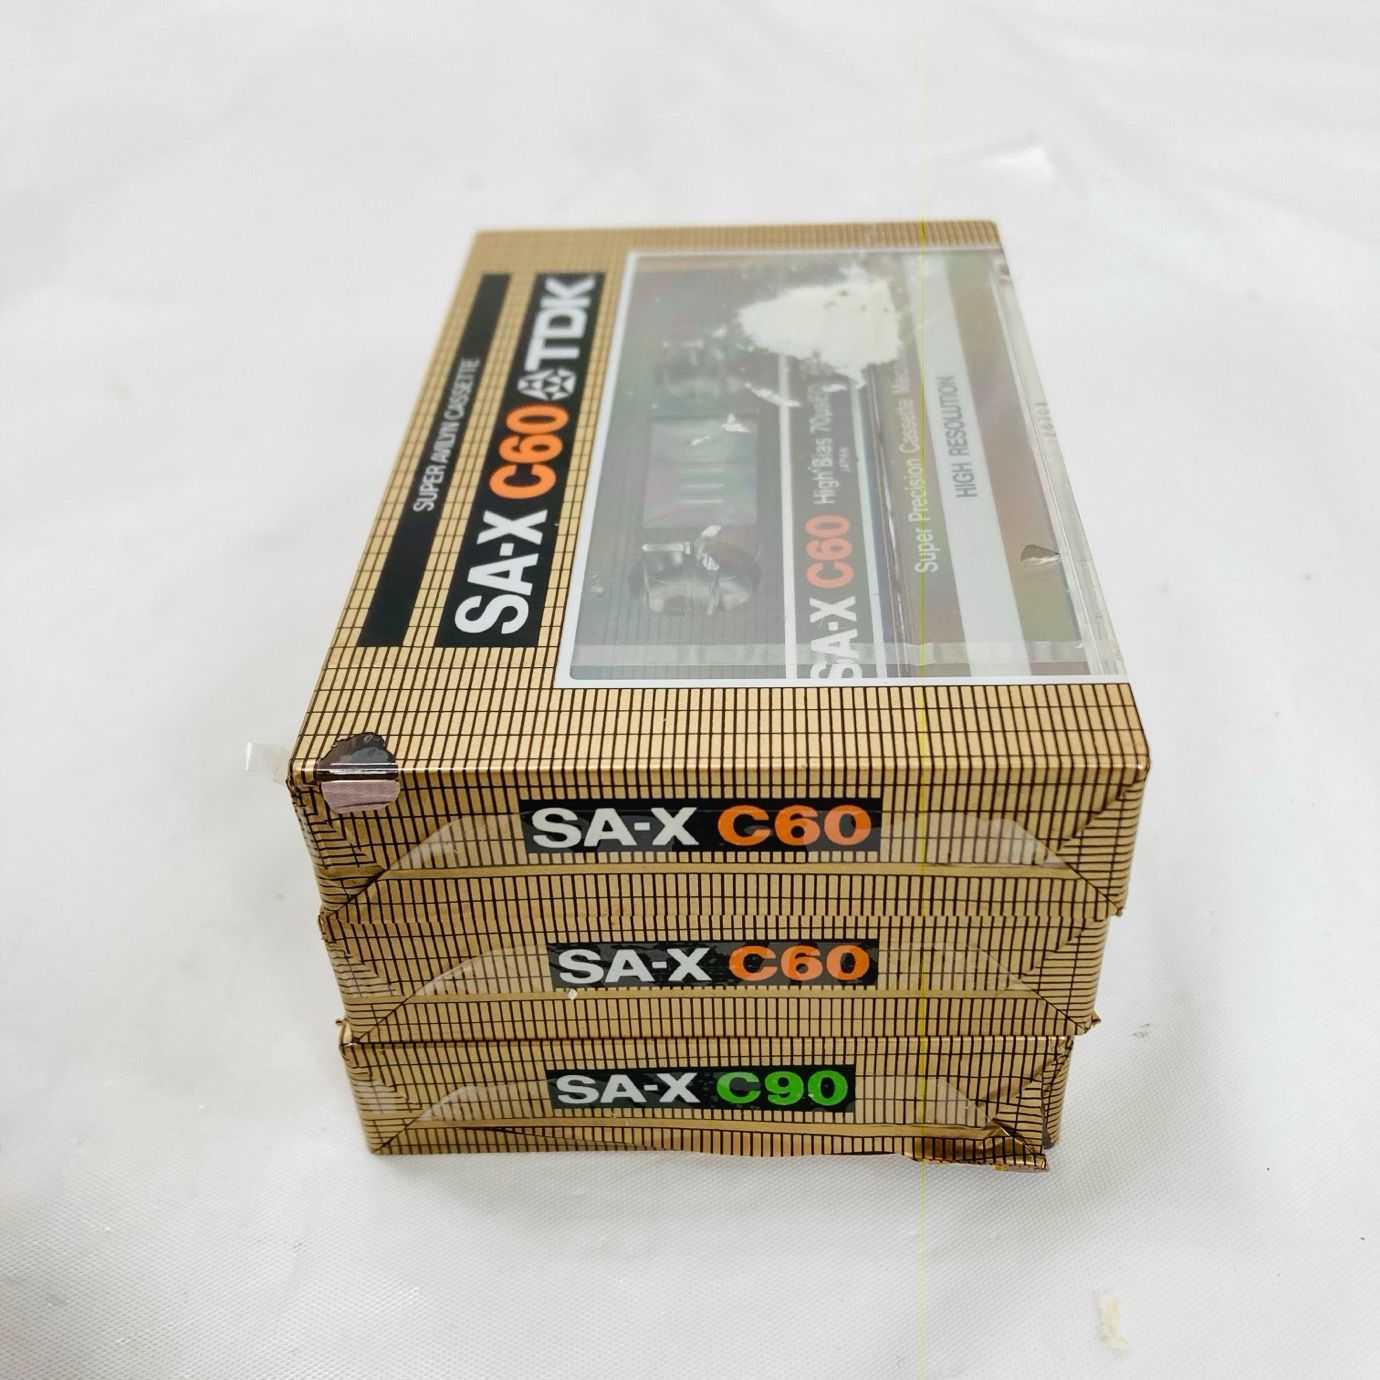 SUPER AVILYN CASSETTE
SA-X C60 TDK
SA-X C60 High Bias 70μs
JAPAN
Super Precision Cassette
HIGH RESOLUTION
SA-X C60
SA-X C60
SA-X C90